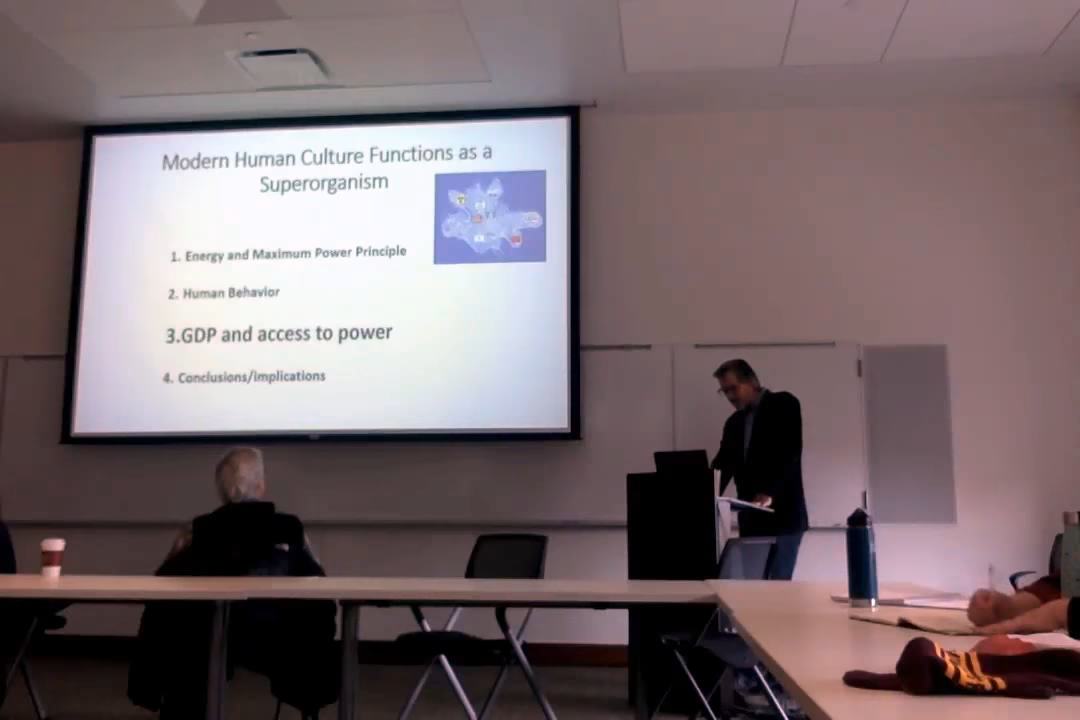 Modern Human Culture Functions as a
Superorganism
1. Energy and Maximum Power Principle
2. Human Behavior
3.GDP and access to power
4. Conclusions/implications